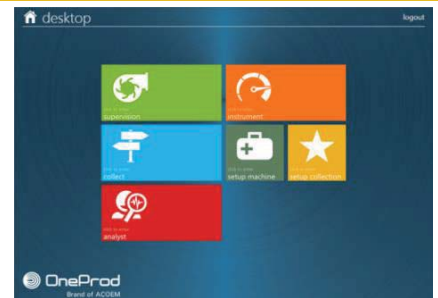 desktop
logout
supervision
instrument
collect
setup machine
setup collection
analyst
OneProd
Brand of ACOEM